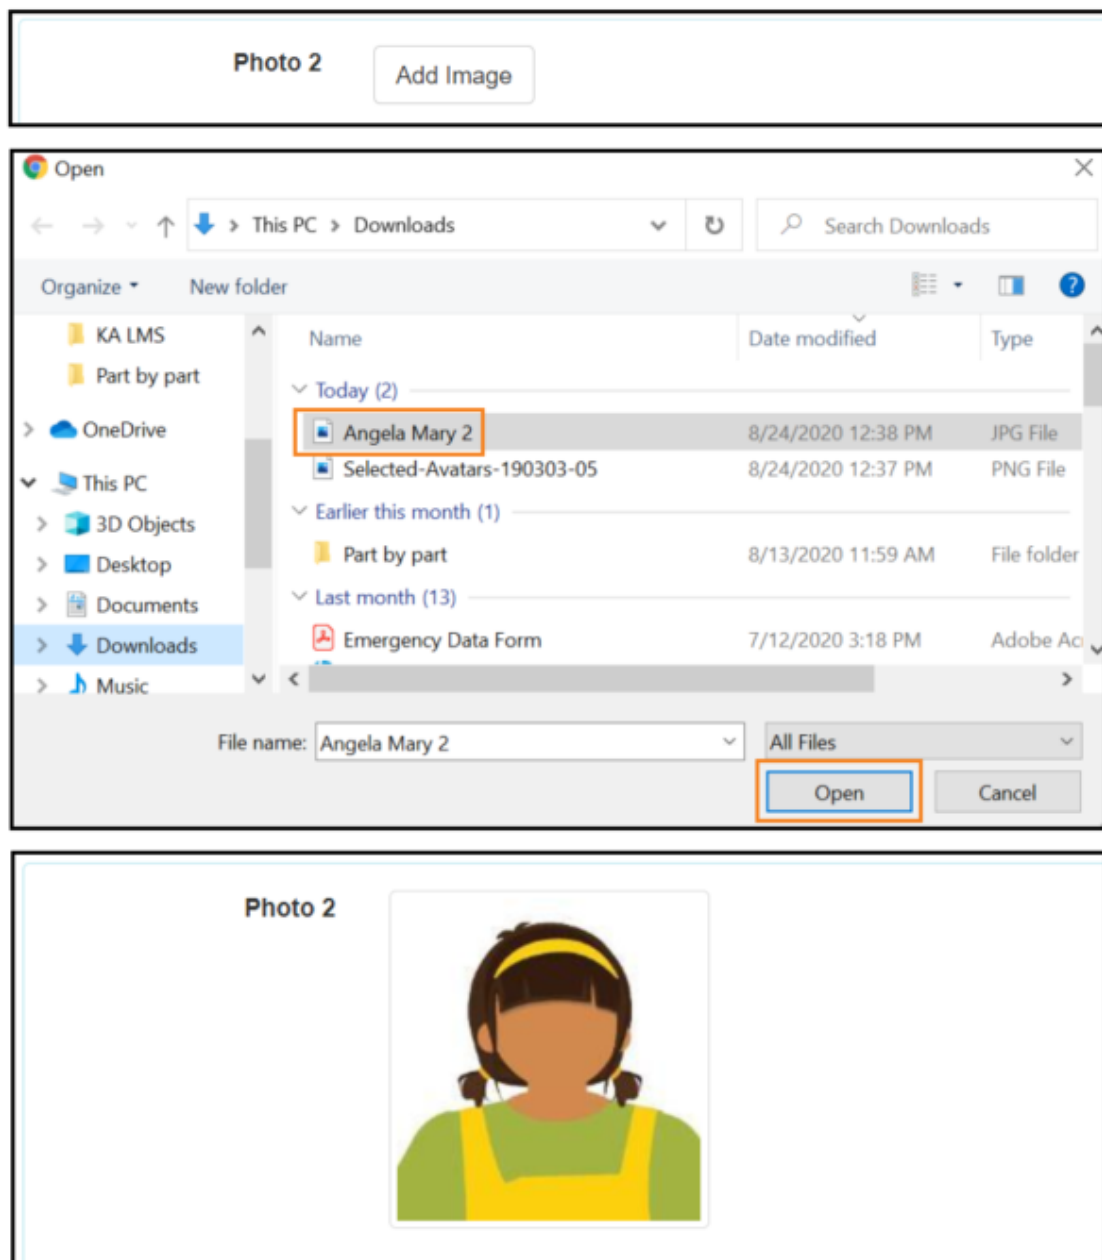 Photo 2 Add Image
Open
This PC > Downloads Search Downloads
Organize New folder
KA LMS
Part by part
OneDrive
This PC
3D Objects
Desktop
Documents
Downloads
Music
Name Date modified Type
Today (2)
Angela Mary 2 8/24/2020 12:38 PM JPG File
Selected-Avatars-190303-05 8/24/2020 12:37 PM PNG File
Earlier this month (1)
Part by part 8/13/2020 11:59 AM File folder
Last month (13)
Emergency Data Form 7/12/2020 3:18 PM Adobe Ac
File name: Angela Mary 2 All Files
Open Cancel
Photo 2